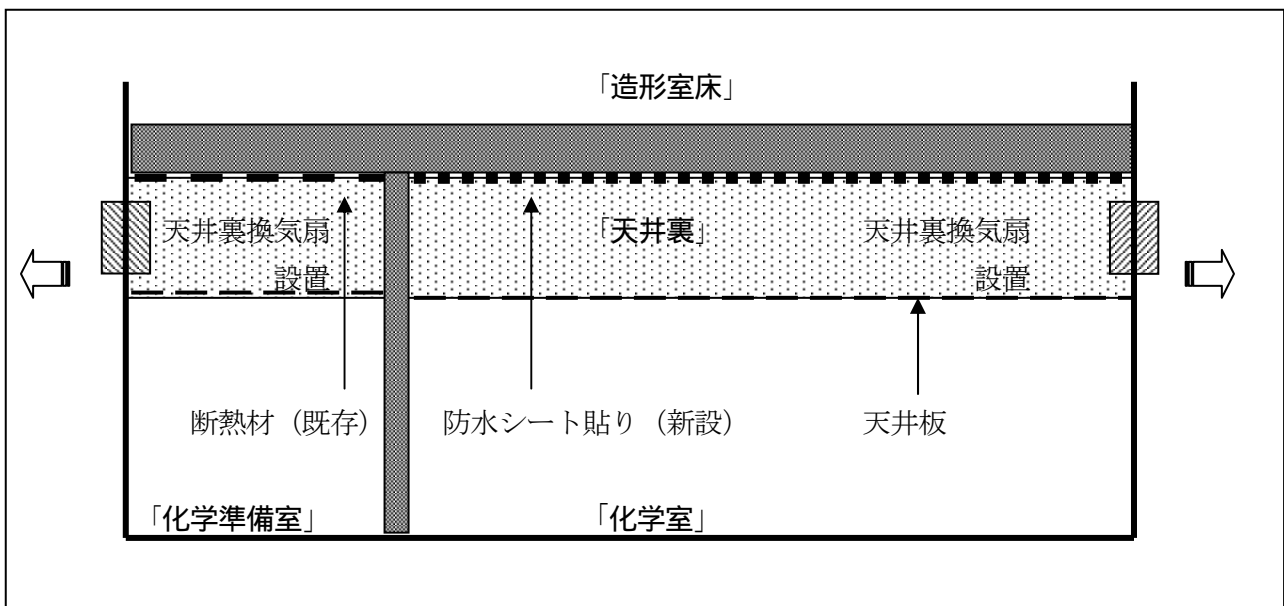 「造形室床」
天井裏換気扇
設置
「天井裏」
天井裏換気扇
設置
断熱材（既存）
防水シート貼り（新設）
天井板
「化学準備室」
「化学室」